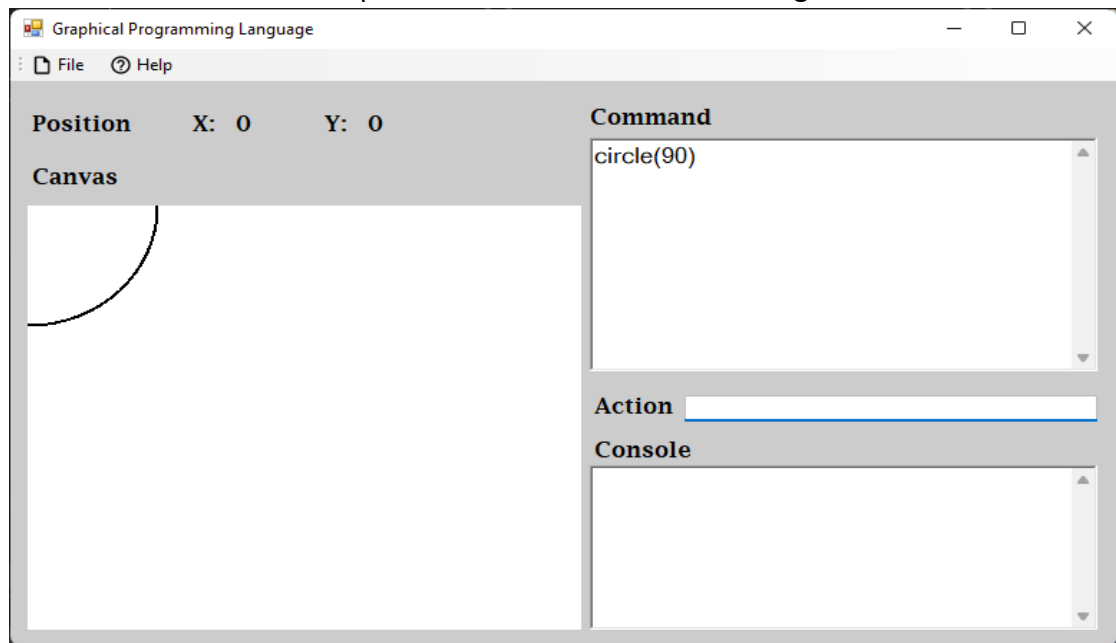 Graphical Programming Language
File Help
Position X: 0 Y: 0
Canvas
Command
circle(90)
Action
Console